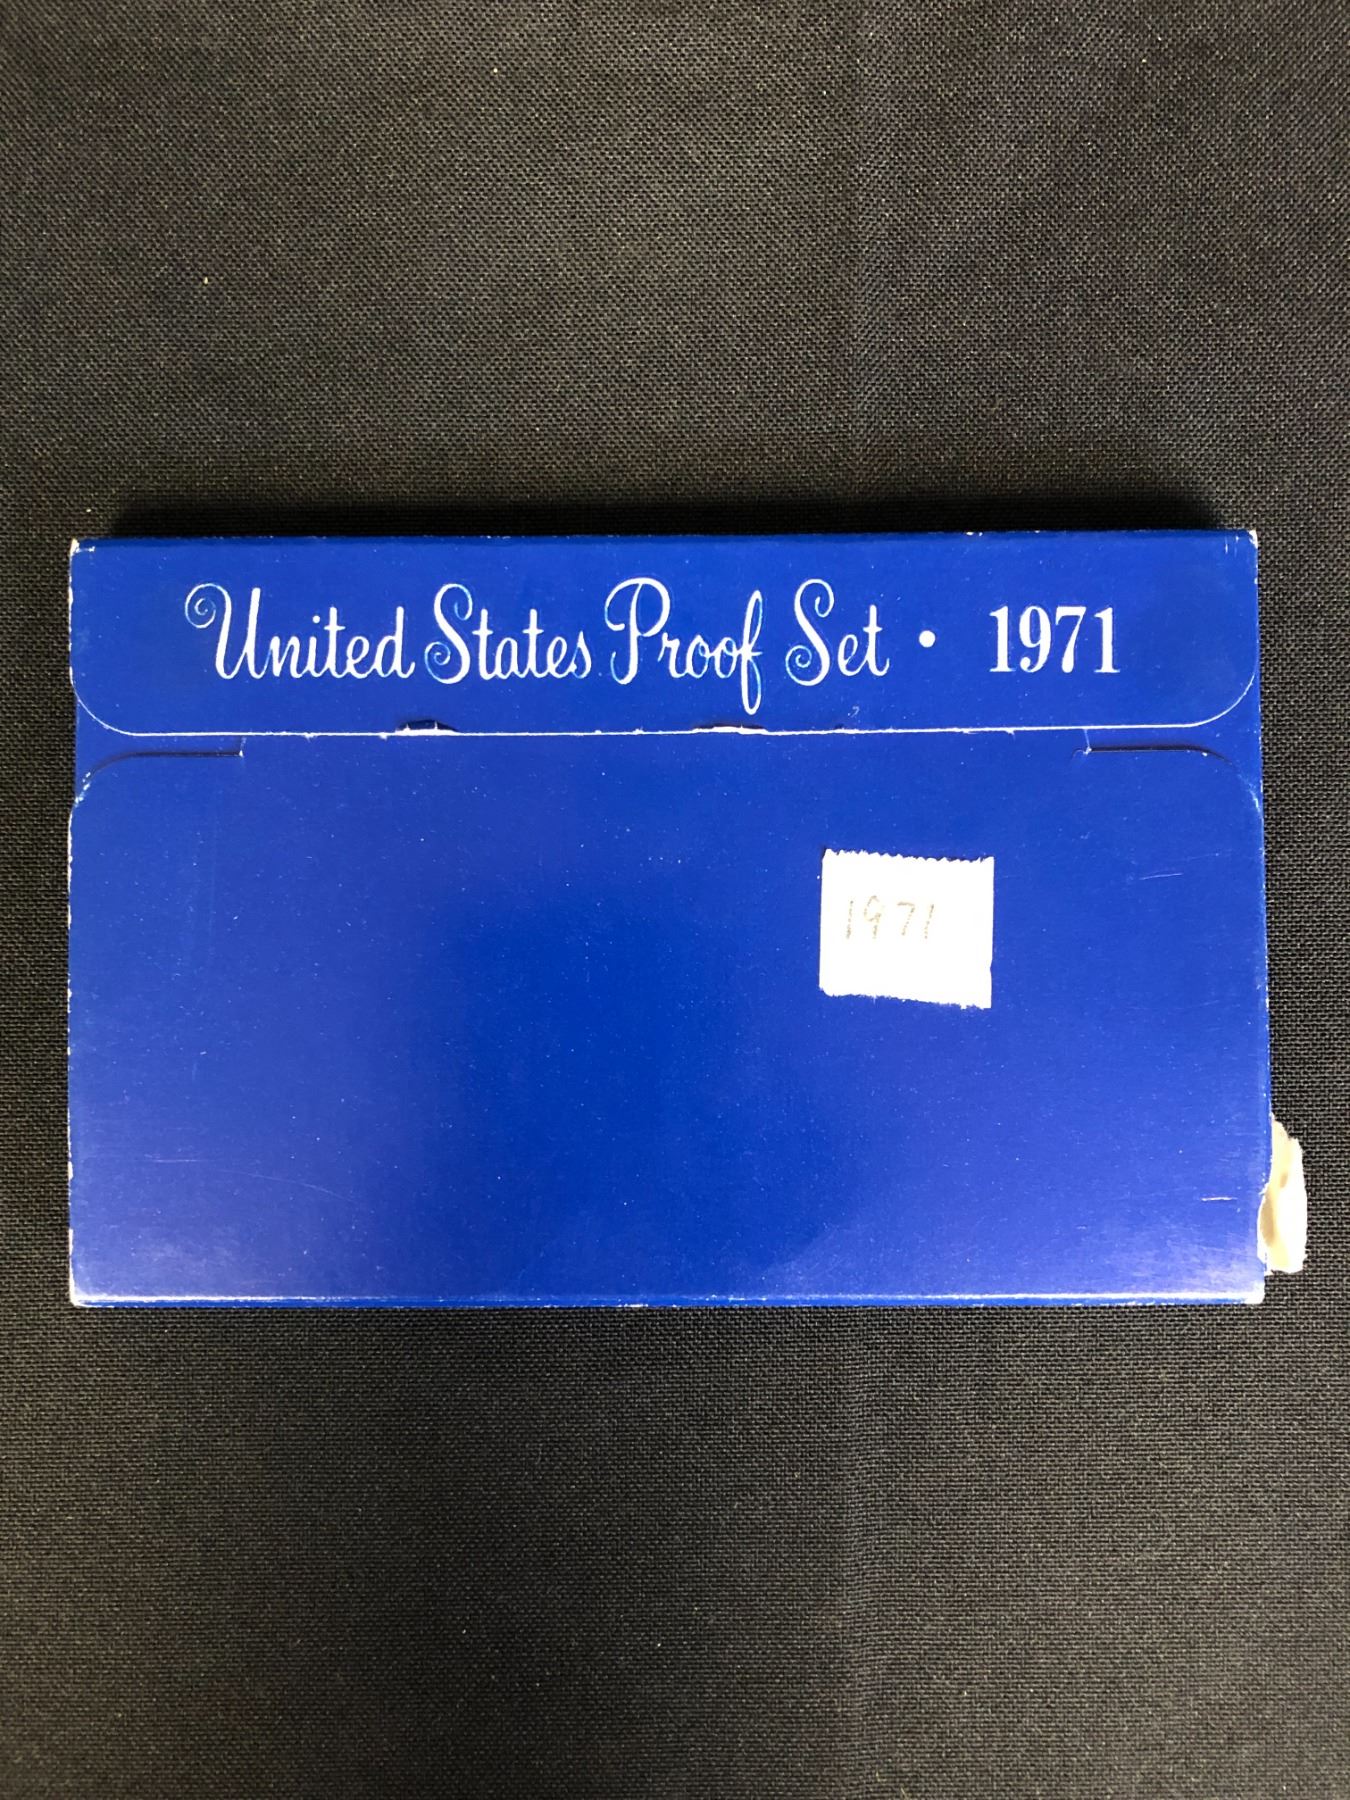 United States Proof Set • 1971
1971